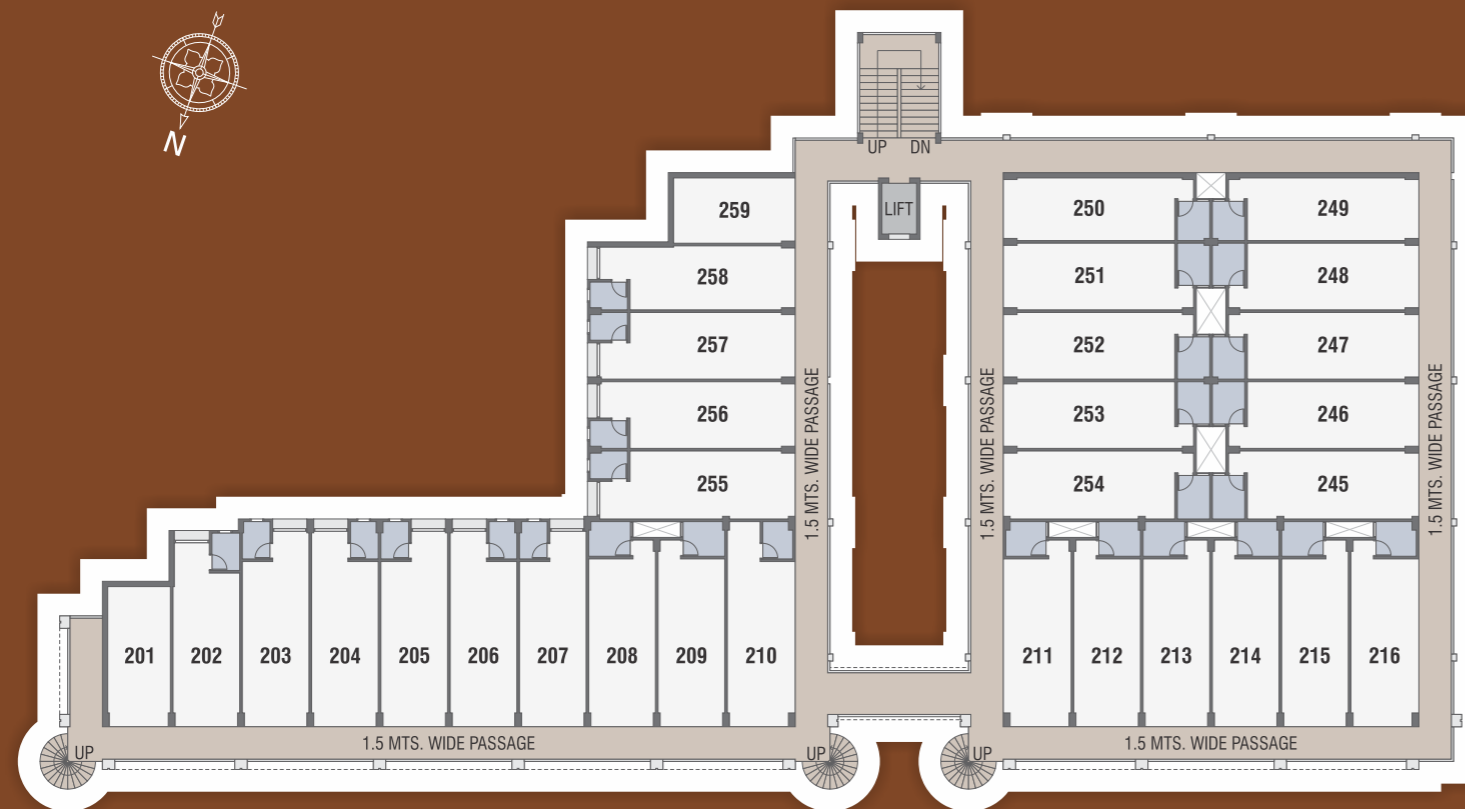 N
UP DN
LIFT
259
258
257
256
255
250
249
251
248
252
247
253
246
254
245
1.5 MTS. WIDE PASSAGE
1.5 MTS. WIDE PASSAGE
1.5 MTS. WIDE PASSAGE
201
202
203
204
205
206
207
208
209
210
211
212
213
214
215
216
UP
1.5 MTS. WIDE PASSAGE
UP
UP
1.5 MTS. WIDE PASSAGE